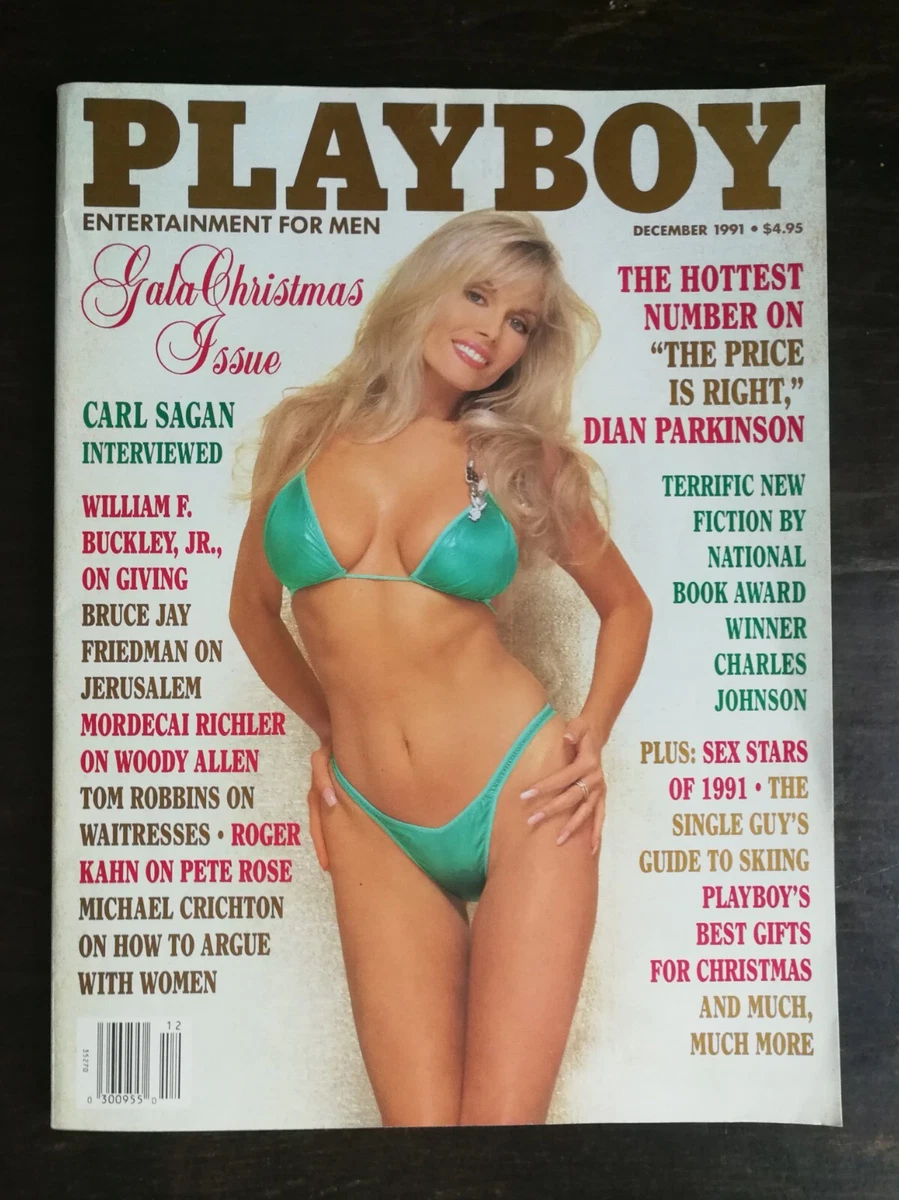 PLAYBOY
ENTERTAINMENT FOR MEN
DECEMBER 1991 • $4.95
Gala Christmas
Issue
CARL SAGAN
INTERVIEWED
WILLIAM F.
BUCKLEY, JR.,
ON GIVING
BRUCE JAY
FRIEDMAN ON
JERUSALEM
MORDECAI RICHLER
ON WOODY ALLEN
TOM ROBBINS ON
WAITRESSES • ROGER
KAHN ON PETE ROSE
MICHAEL CRICHTON
ON HOW TO ARGUE
WITH WOMEN
THE HOTTEST
NUMBER ON
“THE PRICE
IS RIGHT,”
DIAN PARKINSON
TERRIFIC NEW
FICTION BY
NATIONAL
BOOK AWARD
WINNER
CHARLES
JOHNSON
PLUS: SEX STARS
OF 1991 • THE
SINGLE GUY’S
GUIDE TO SKIING
PLAYBOY’S
BEST GIFTS
FOR CHRISTMAS
AND MUCH,
MUCH MORE
12
35270
0 300955 0